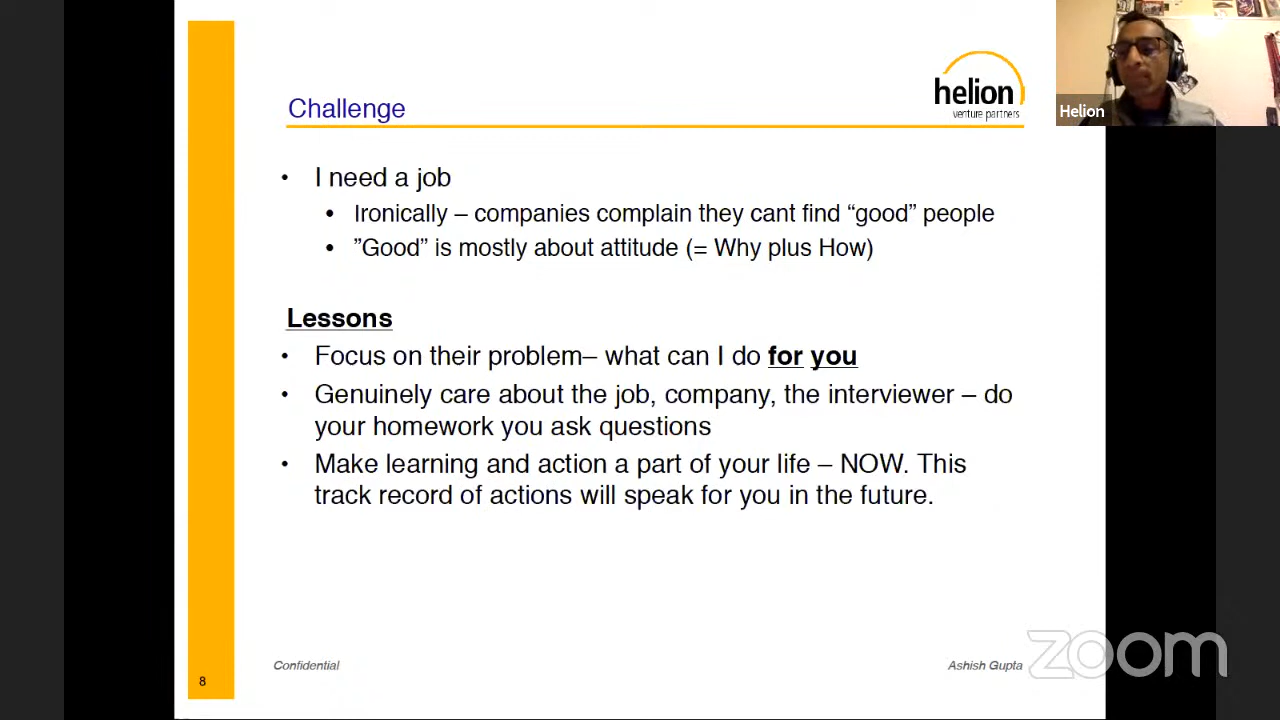 Challenge
helion
venture partners
Helion
• I need a job
• Ironically – companies complain they cant find “good” people
• ”Good” is mostly about attitude (= Why plus How)
Lessons
• Focus on their problem– what can I do for you
• Genuinely care about the job, company, the interviewer – do
your homework you ask questions
• Make learning and action a part of your life – NOW. This
track record of actions will speak for you in the future.
Confidential
Ashish Gupta
zoom
8